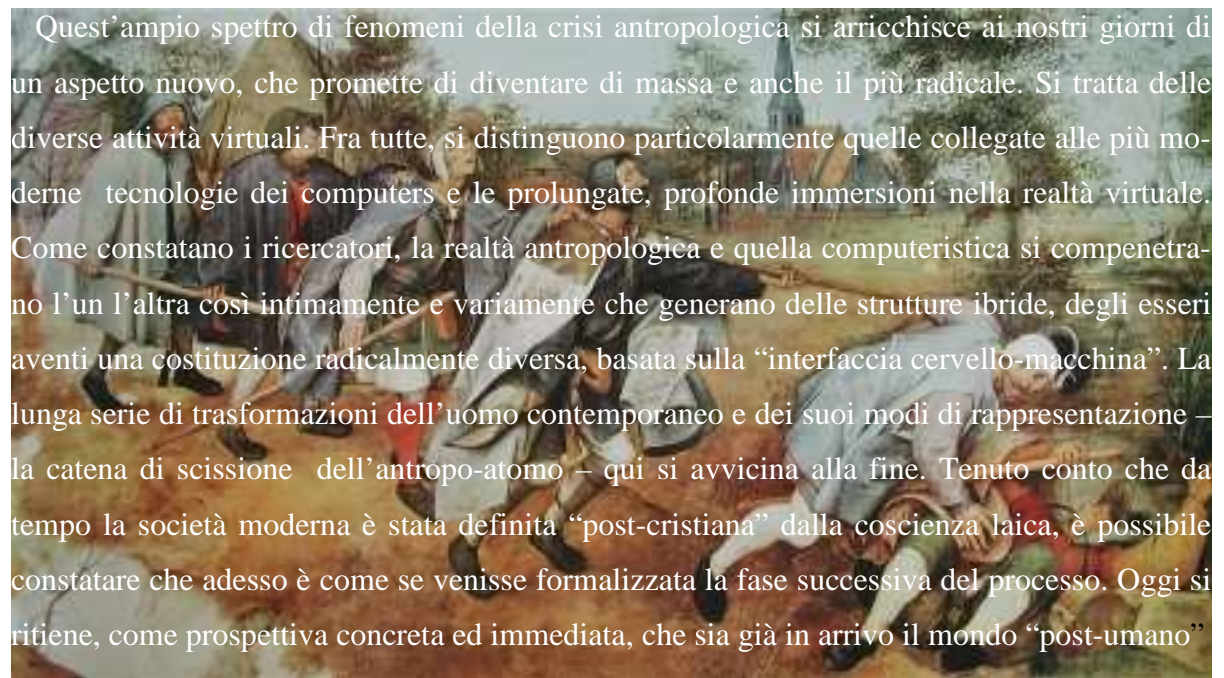 Quest’ampio spettro di fenomeni della crisi antropologica si arricchisce ai nostri giorni di
un aspetto nuovo, che promette di diventare di massa e anche il più radicale. Si tratta delle
diverse attività virtuali. Fra tutte, si distinguono particolarmente quelle collegate alle più mo-
derne  tecnologie dei computers e le prolungate, profonde immersioni nella realtà virtuale.
Come constatano i ricercatori, la realtà antropologica e quella computeristica si compenetra-
no l’un l’altra così intimamente e variamente che generano delle strutture ibride, degli esseri
aventi una costituzione radicalmente diversa, basata sulla “interfaccia cervello-macchina”. La
lunga serie di trasformazioni dell’uomo contemporaneo e dei suoi modi di rappresentazione –
la catena di scissione  dell’antropo-atomo – qui si avvicina alla fine. Tenuto conto che da
tempo la società moderna è stata definita “post-cristiana” dalla coscienza laica, è possibile
constatare che adesso è come se venisse formalizzata la fase successiva del processo. Oggi si
ritiene, come prospettiva concreta ed immediata, che sia già in arrivo il mondo “post-umano”